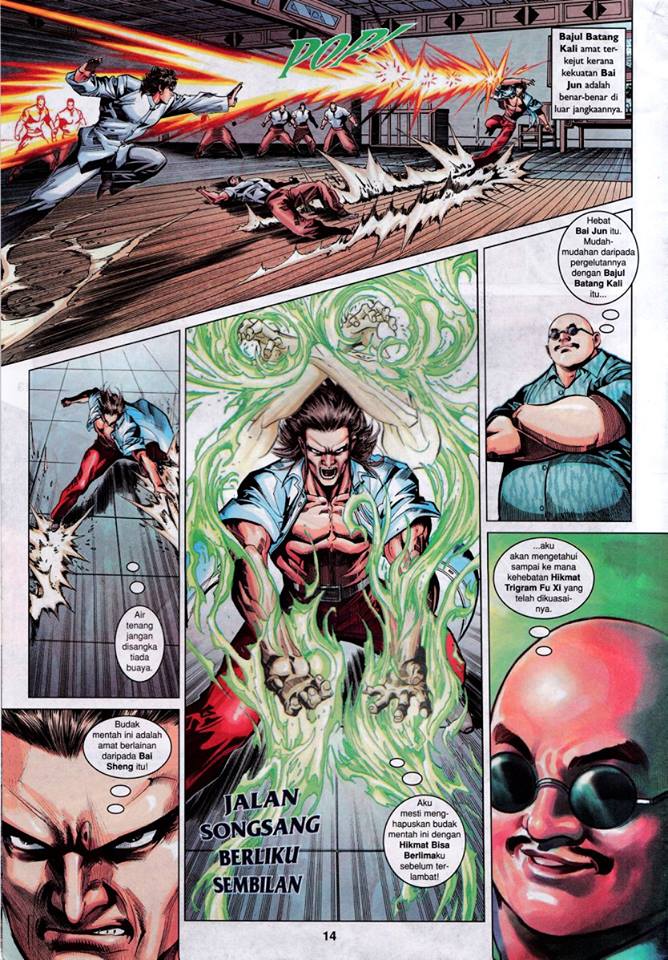 POP!
Bajul Batang
Kali amat ter-
kejut kerana
kekuatan Bai
Jun adalah
benar-benar di
luar jangkaannya.
Hebat
Bai Jun itu.
Mudah-
mudahan daripada
pergelutannya
dengan Bajul
Batang Kali
itu...
Air
tenang
jangan
disangka
tiada
buaya.
...aku
akan mengetahui
sampai ke mana
kehebatan Hikmat
Trigram Fu Xi yang
telah dikuasai-
nya.
Budak
mentah ini adalah
amat berlainan
daripada Bai
Sheng itu!
JALAN
SONGSANG
BERLIKU
SEMBILAN
Aku
mesti meng-
hapuskan budak
mentah ini dengan
Hikmat Bisa
Berlimaku
sebelum ter-
lambat!
14